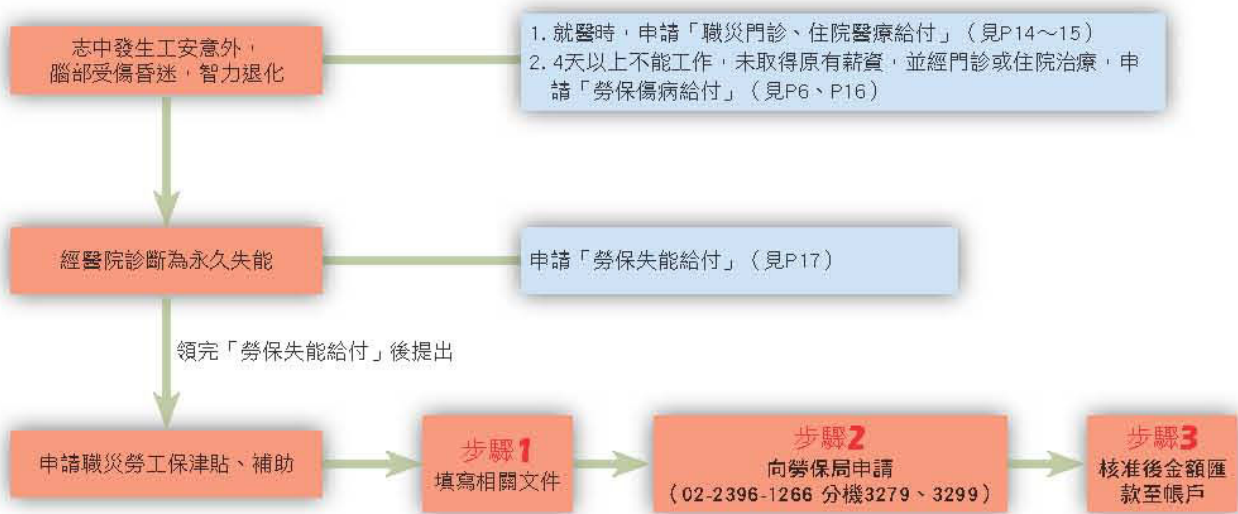 志中發生工安意外，
腦部受傷昏迷，智力退化
1. 就醫時，申請「職災門診、住院醫療給付」（見P14～15）
2. 4天以上不能工作，未取得原有薪資，並經門診或住院治療，申
請「勞保傷病給付」（見P6、P16）
經醫院診斷為永久失能
申請「勞保失能給付」（見P17）
領完「勞保失能給付」後提出
申請職災勞工保津貼、補助
步驟1
填寫相關文件
步驟2
向勞保局申請
（02-2396-1266 分機3279、3299）
步驟3
核准後金額匯
款至帳戶